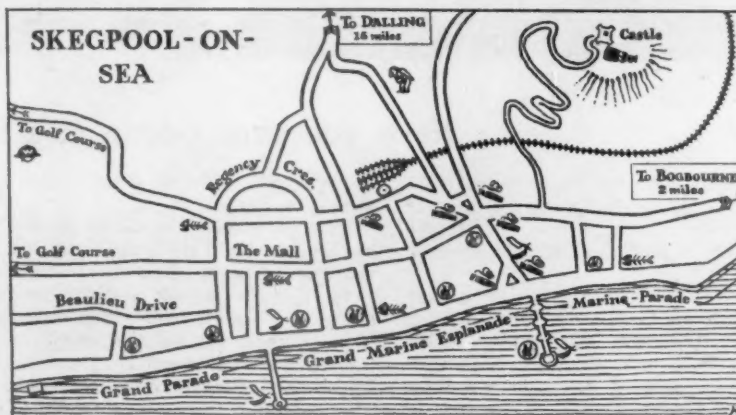 SKEGPOOL-ON-
SEA
To DALLING
16 miles
Castle
To Golf Course
Regency Cres.
To BOGBOURNE
2 miles
To Golf Course
The Mall
Beaulieu Drive
Marine-Parade
Grand Marine Esplanade
Grand Parade